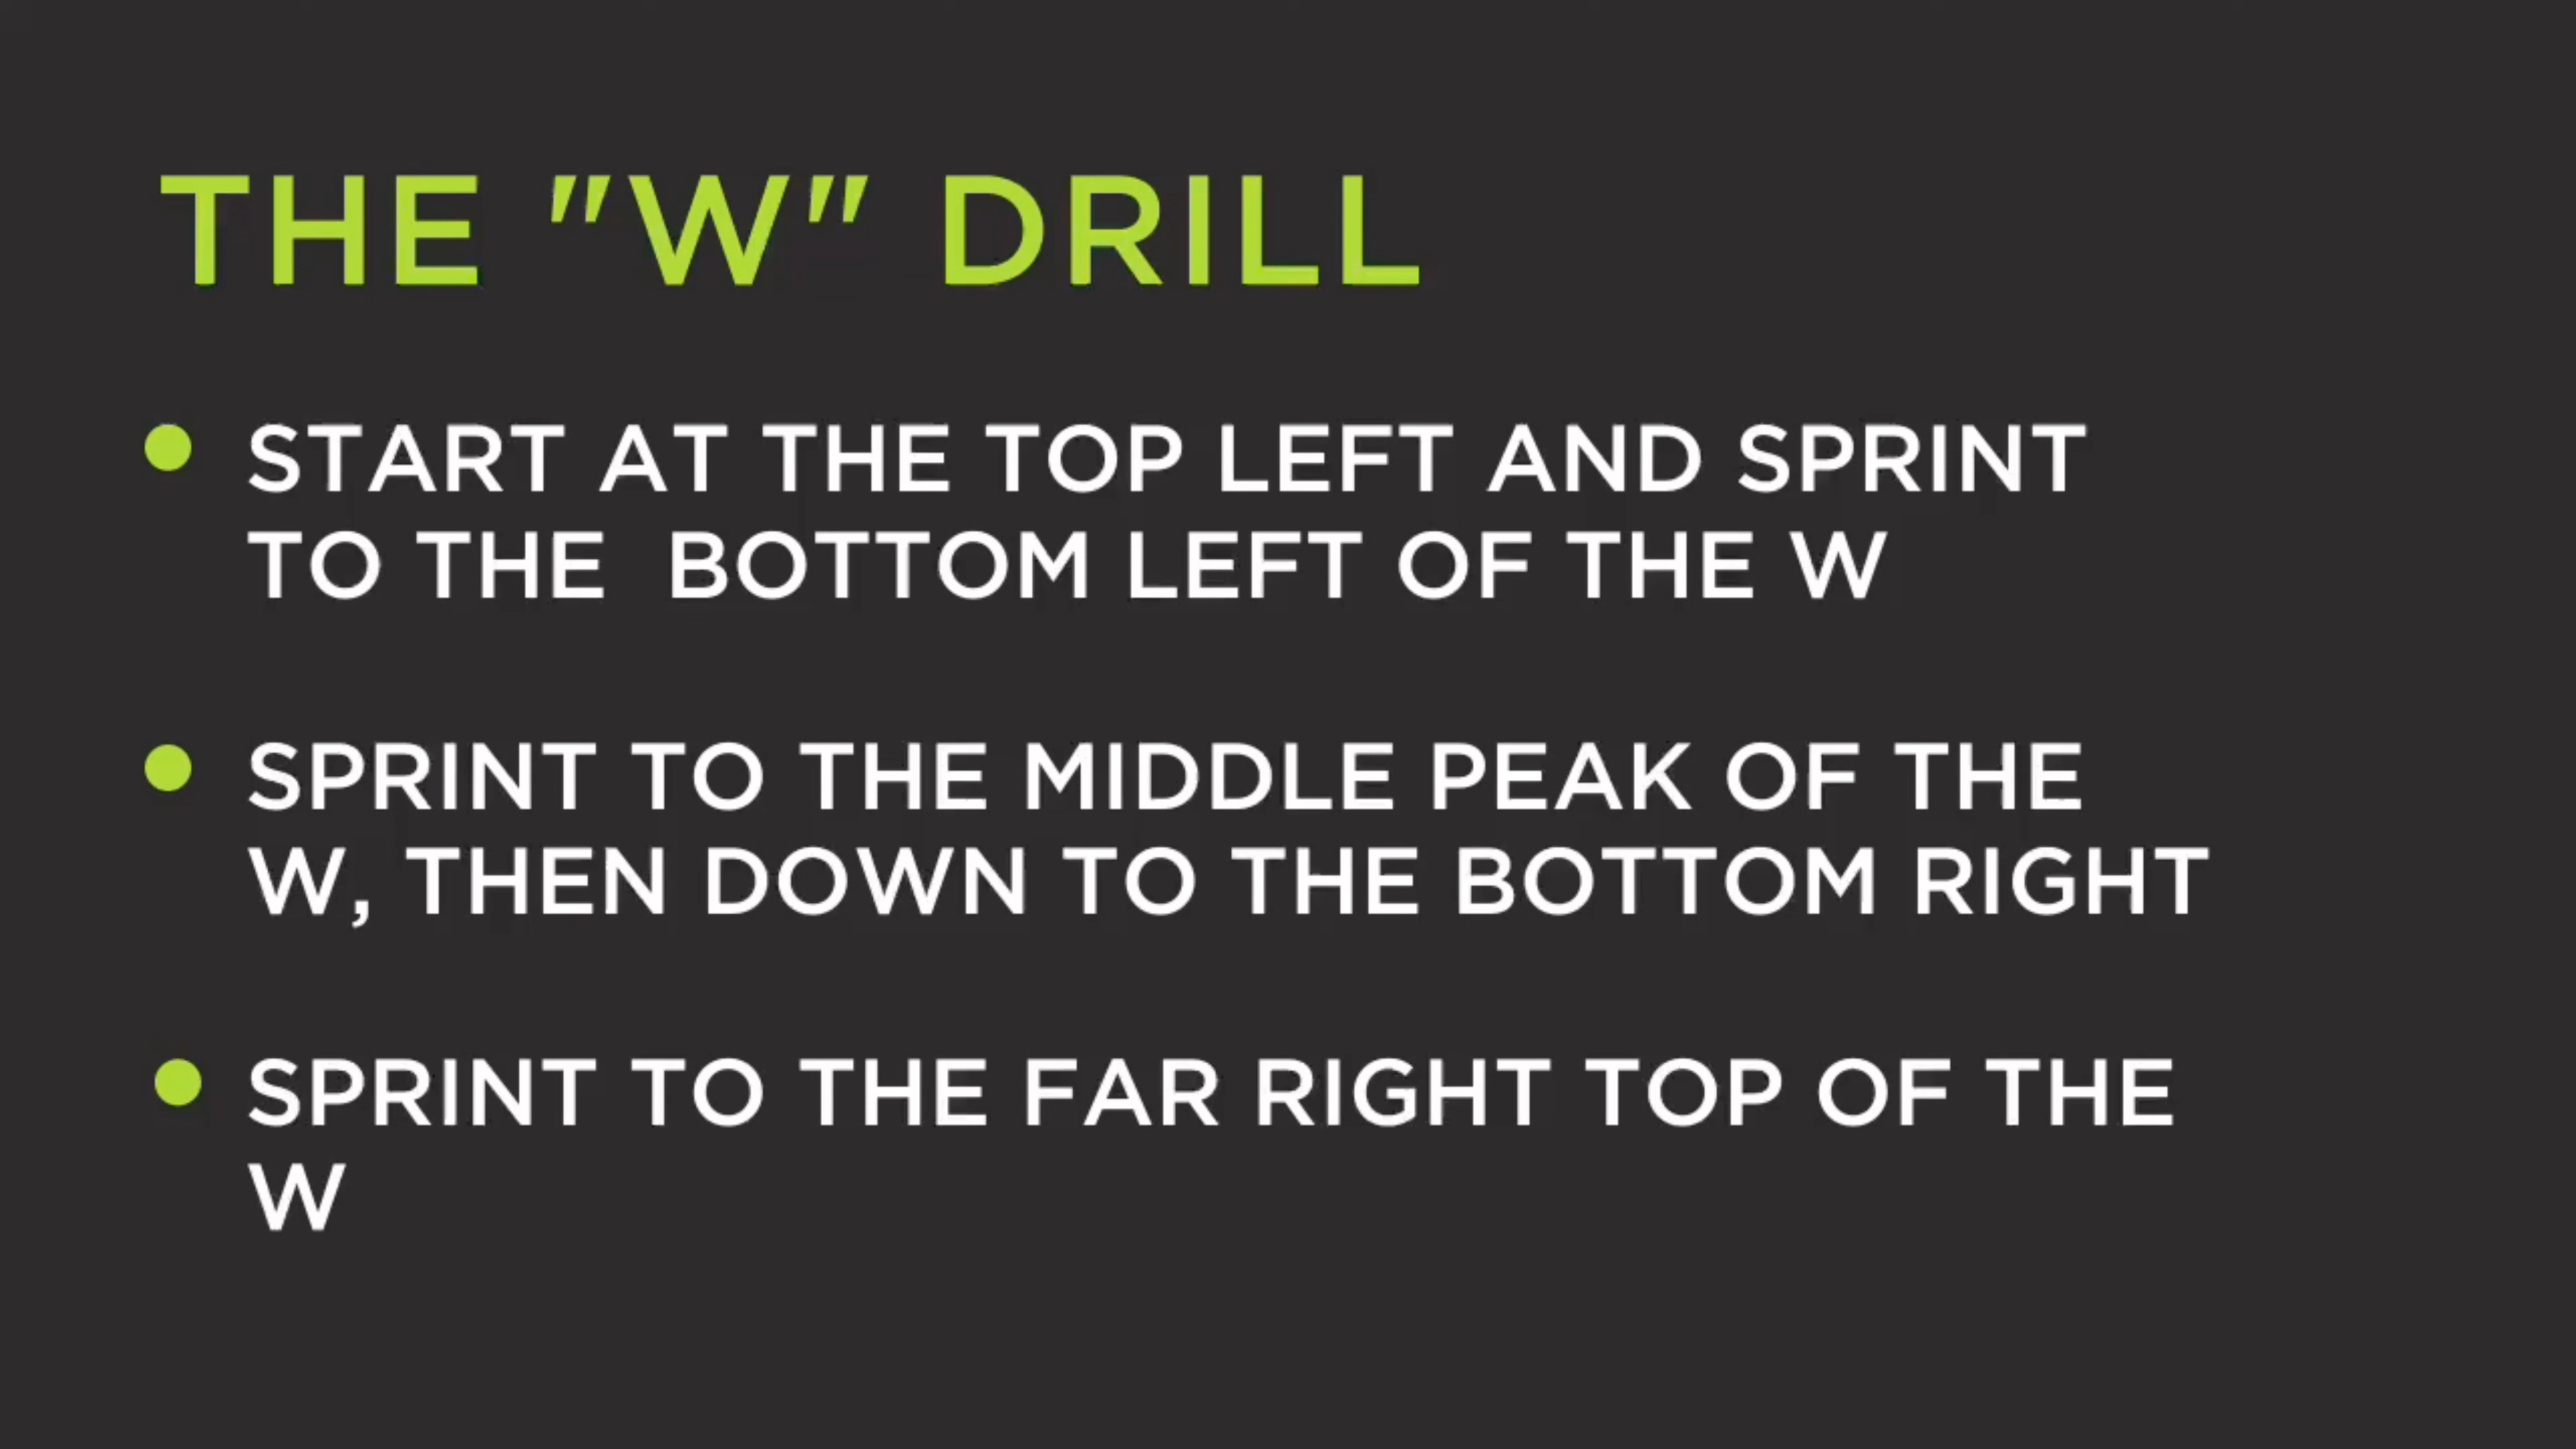 THE "W" DRILL
START AT THE TOP LEFT AND SPRINT
TO THE BOTTOM LEFT OF THE W
SPRINT TO THE MIDDLE PEAK OF THE
W, THEN DOWN TO THE BOTTOM RIGHT
SPRINT TO THE FAR RIGHT TOP OF THE
W